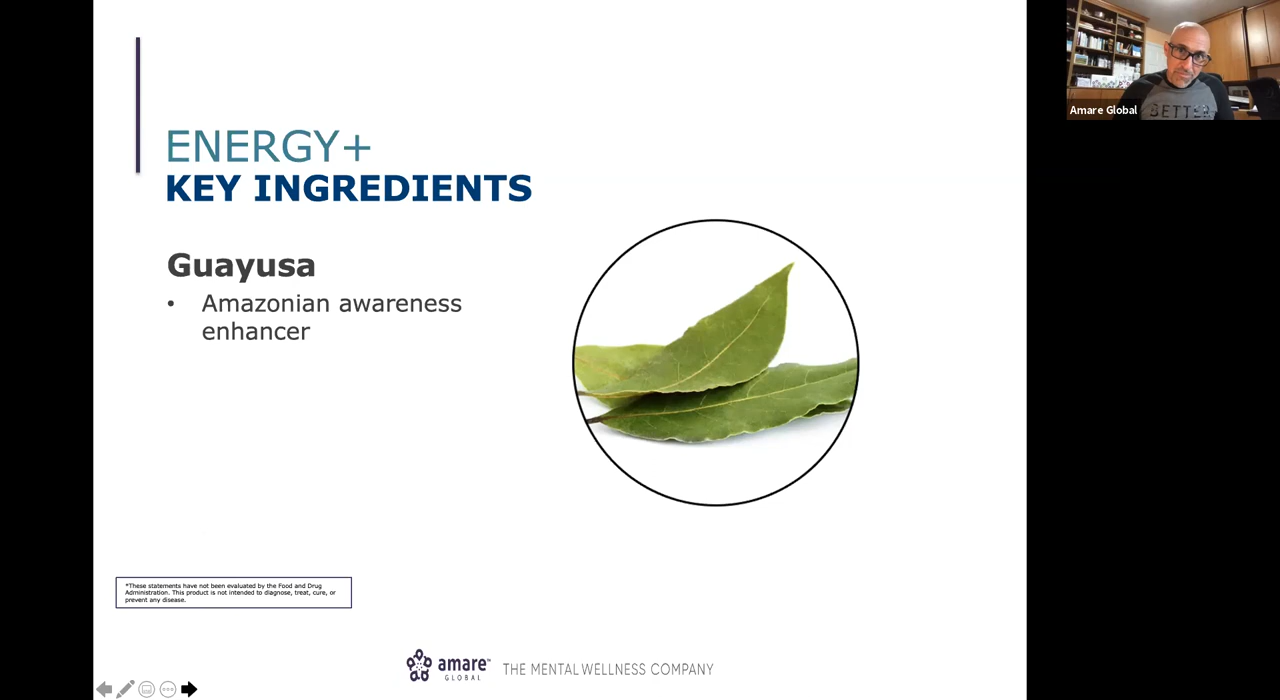 ENERGY+
KEY INGREDIENTS
Guayusa
• Amazonian awareness
enhancer
*These statements have not been evaluated by the Food and Drug
Administration. This product is not intended to diagnose, treat, cure, or
prevent any disease.
amare™
GLOBAL
THE MENTAL WELLNESS COMPANY
BETTER
Amare Global